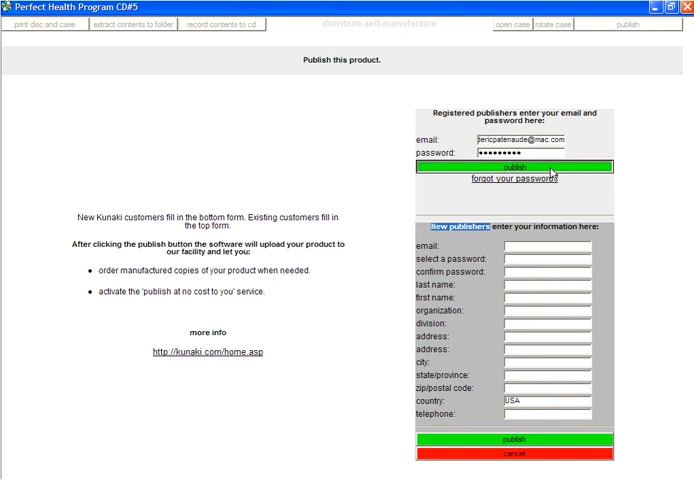 Perfect Health Program CD#5
print disc and case
extract contents to folder
record contents to cd
distribute self-manufacture
open case
rotate case
publish
Publish this product.
Registered publishers enter your email and
password here:
email:
fericpatenaude@mac.com
password:
•••••••••
publish
forgot your password?
New Kunaki customers fill in the bottom form. Existing customers fill in
the top form.
After clicking the publish button the software will upload your product to
our facility and let you:
• order manufactured copies of your product when needed.
• activate the 'publish at no cost to you' service.
more info
http://kunaki.com/home.asp
New publishers enter your information here:
email:
select a password:
confirm password:
last name:
first name:
organization:
division:
address:
address:
city:
state/province:
zip/postal code:
country:
USA
telephone:
publish
cancel